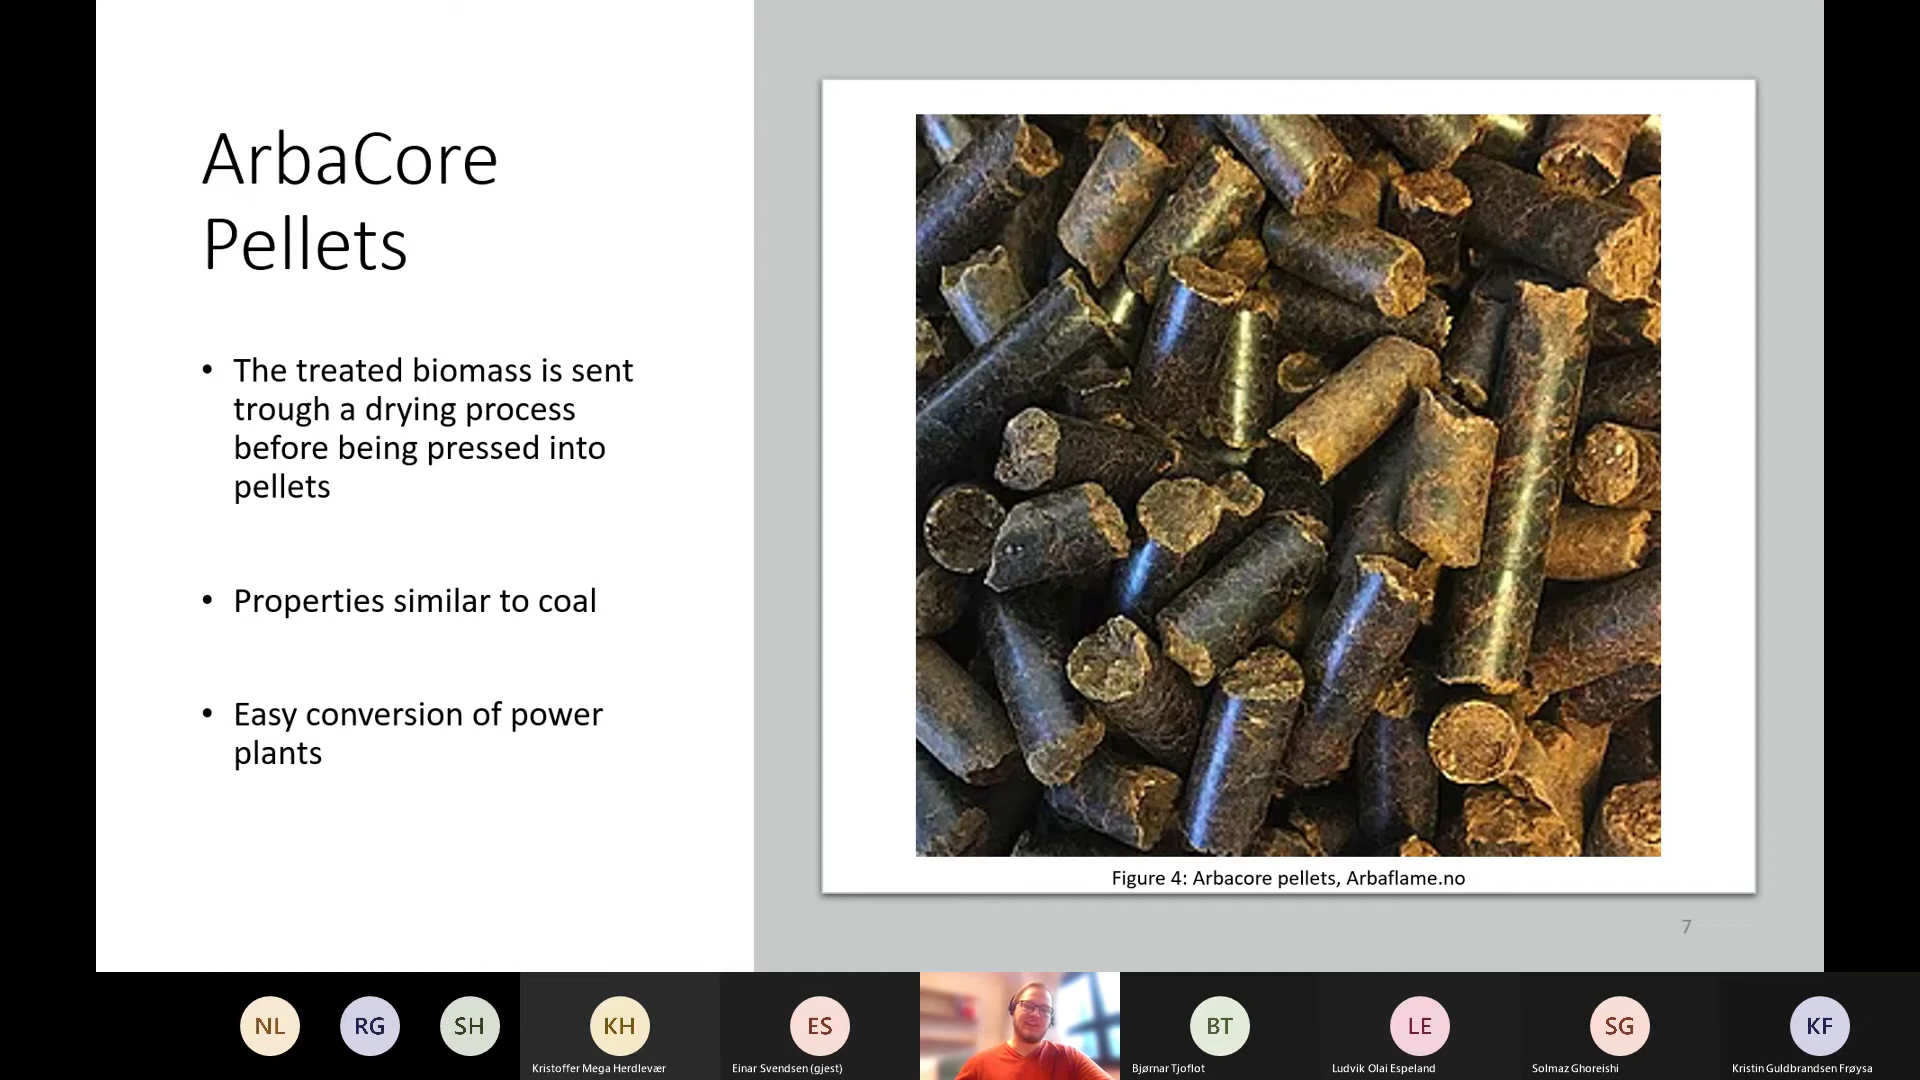 ArbaCore
Pellets
• The treated biomass is sent
trough a drying process
before being pressed into
pellets
• Properties similar to coal
• Easy conversion of power
plants
Figure 4: Arbacore pellets, Arbaflame.no
7
NL
RG
SH
KH
ES
BT
LE
SG
KF
Kristoffer Mega Herdlevær
Einar Svendsen (gjest)
Bjørnar Tjoflot
Ludvik Olai Espeland
Solmaz Ghoreishi
Kristin Guldbrandsen Frøysa